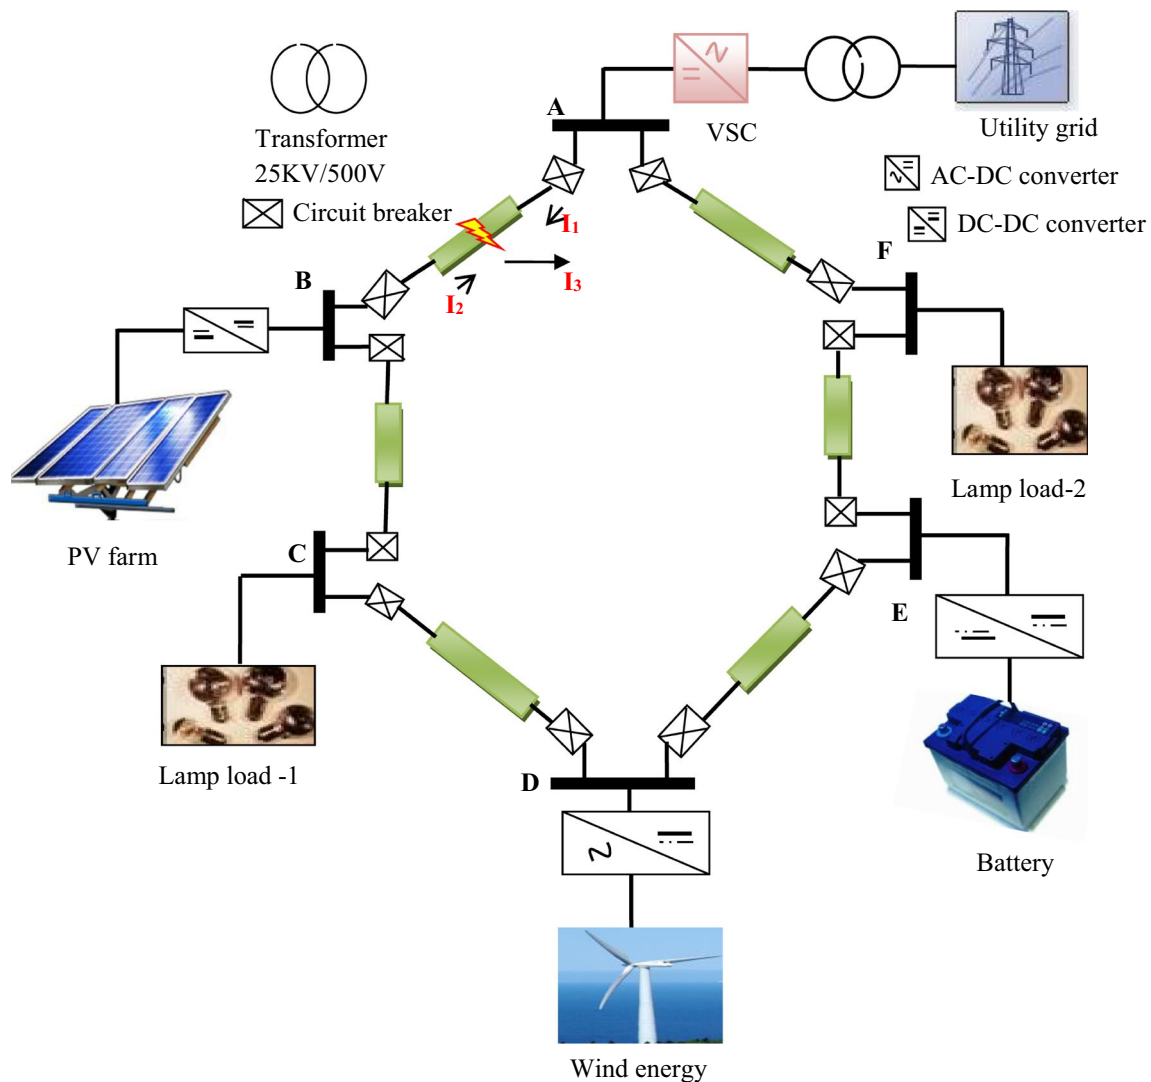 A
VSC
Utility grid
Transformer
25KV/500V
Circuit breaker
AC-DC converter
DC-DC converter
I1
I2
I3
B
F
PV farm
Lamp load-2
C
E
Lamp load -1
D
Battery
Wind energy